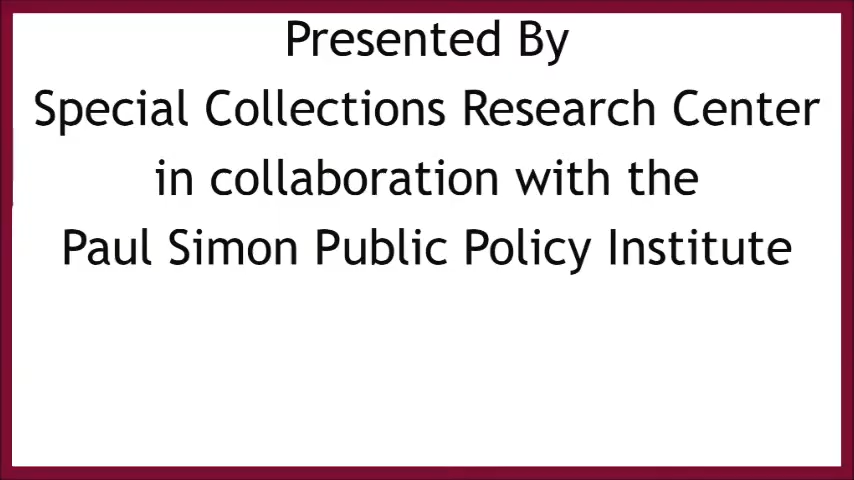 Presented By
Special Collections Research Center
in collaboration with the
Paul Simon Public Policy Institute